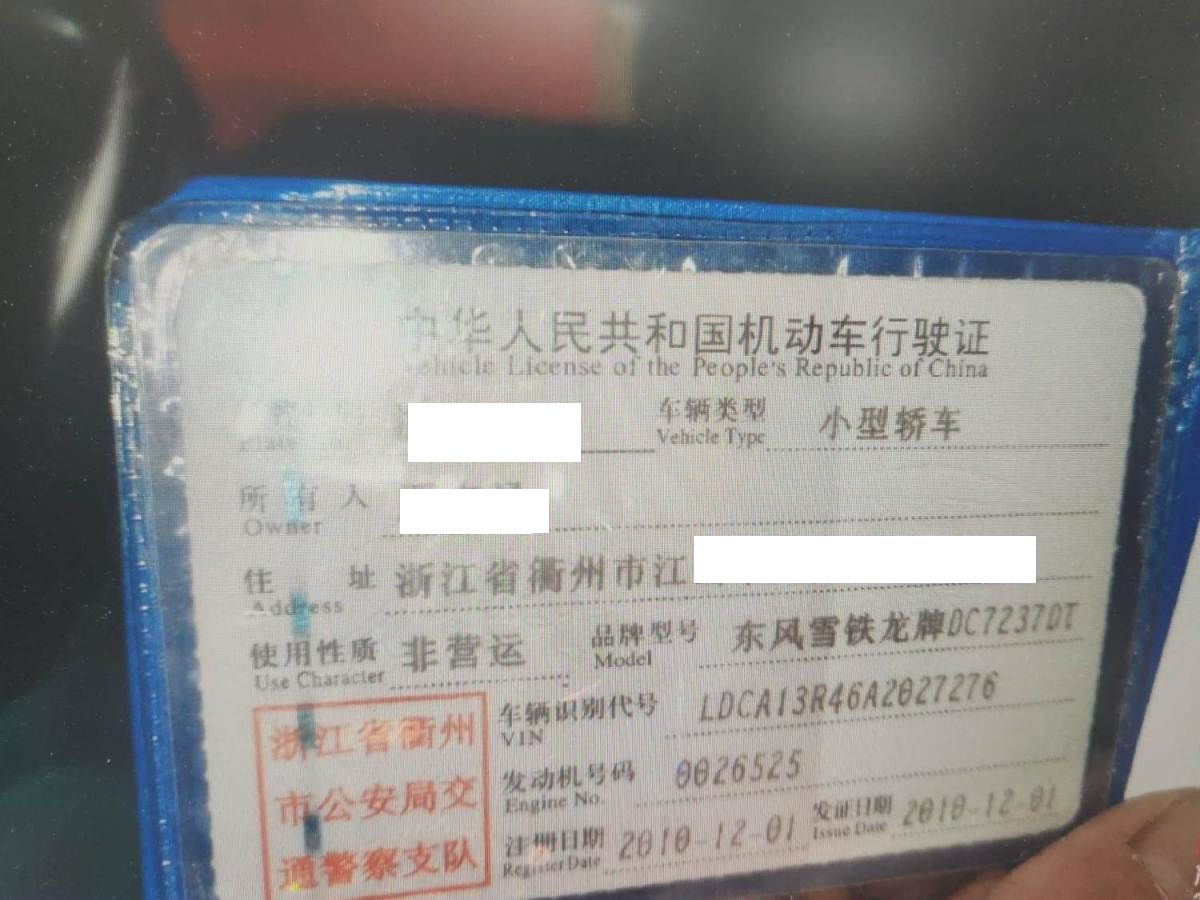 中华人民共和国机动车行驶证
Vehicle License of the People's Republic of China
车辆类型 小型轿车
Vehicle Type
所有人
Owner
住址 浙江省衢州市江
Address
使用性质 非营运 品牌型号 东风雪铁龙牌DC7237DT
Use Character Model
车辆识别代号 LDCA13R46A2027276
VIN
发动机号码 0026525
Engine No.
注册日期 2010-12-01 发证日期 2010-12-01
Register Date Issue Date
浙江省衢州
市公安局交
通警察支队